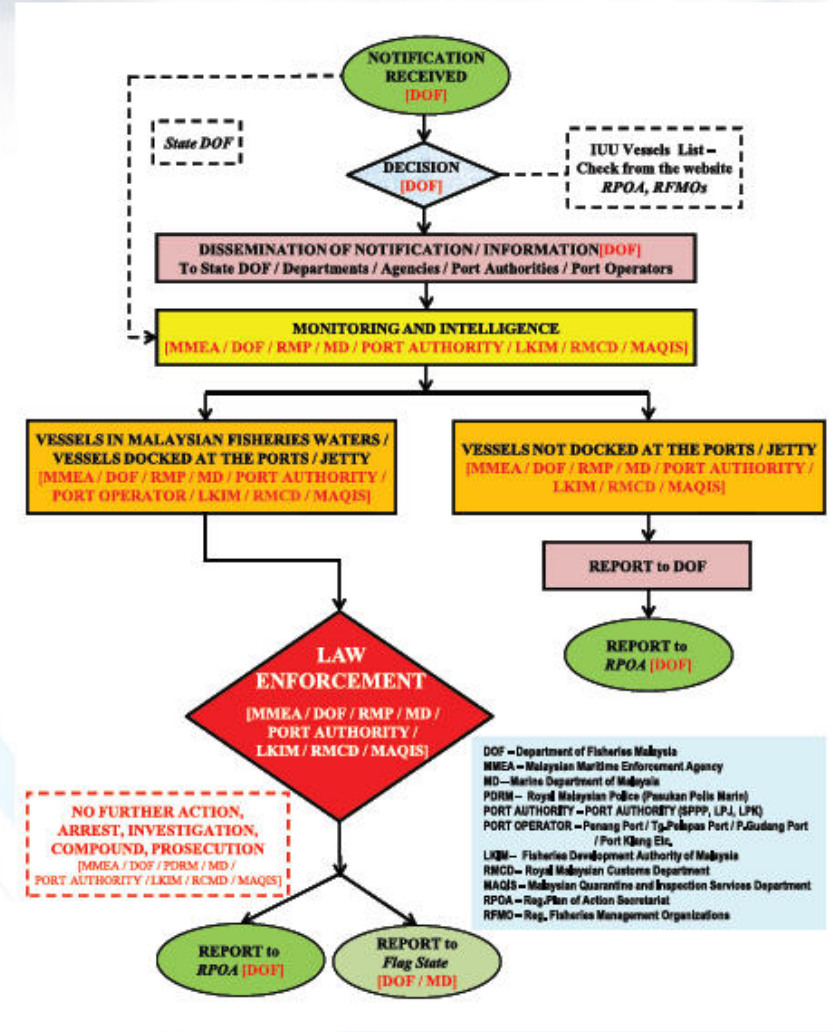 NOTIFICATION
RECEIVED
[DOF]
State DOF
DECISION
[DOF]
IUU Vessels List –
Check from the website
RPOA, RFMOs
DISSEMINATION OF NOTIFICATION / INFORMATION[DOF]
To State DOF / Departments / Agencies / Port Authorities / Port Operators
MONITORING AND INTELLIGENCE
[MMEA / DOF / RMP / MD / PORT AUTHORITY / LKIM / RMCD / MAQIS]
VESSELS IN MALAYSIAN FISHERIES WATERS /
VESSELS DOCKED AT THE PORTS / JETTY
[MMEA / DOF / RMP / MD / PORT AUTHORITY /
PORT OPERATOR / LKIM / RMCD / MAQIS]
VESSELS NOT DOCKED AT THE PORTS / JETTY
[MMEA / DOF / RMP / MD / PORT AUTHORITY /
LKIM / RMCD / MAQIS]
REPORT to DOF
REPORT to
RPOA [DOF]
LAW
ENFORCEMENT
[MMEA / DOF / RMP / MD /
PORT AUTHORITY /
LKIM / RMCD / MAQIS]
NO FURTHER ACTION,
ARREST, INVESTIGATION,
COMPOUND, PROSECUTION
[MMEA / DOF / PDRM / MD /
PORT AUTHORITY / LKIM / RCMD / MAQIS]
DOF – Department of Fisheries Malaysia
MMEA – Malaysian Maritime Enforcement Agency
MD—Marine Department of Malaysia
PDRM— Royal Malaysian Police (Pasukan Polis Marin)
PORT AUTHORITY – PORT AUTHORITY (SPPP, LPJ, LPK)
PORT OPERATOR – Penang Port / Tg.Pelapas Port / P.Gudang Port
/ Port Klang Etc.
LKIM— Fisheries Development Authority of Malaysia
RMCD – Royal Malaysian Customs Department
MAQIS – Malaysian Quarantine and Inspection Services Department
RPOA – Reg.Plan of Action Secretariat
RFMO – Reg. Fisheries Management Organizations
REPORT to
RPOA [DOF]
REPORT to
Flag State
[DOF / MD]